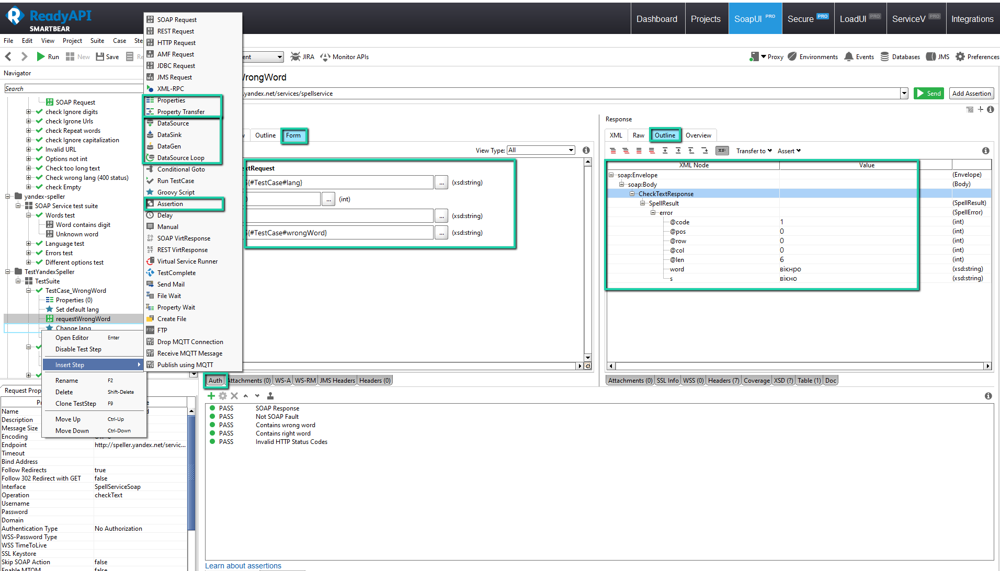 ReadyAPI
SMARTBEAR
Dashboard
Projects
SoapUI PRO
Secure PRO
LoadUI PRO
ServiceV PRO
Integrations
File Edit View Project Suite Case Ste
Run New Save Re
ent
JIRA
Monitor APIs
Proxy
Environments
Events
Databases
JMS
Preferences
Navigator
Search
SOAP Request
check Ignore digits
check Igrone Urls
check Repeat words
check Ignore capitalization
Invalid URL
Options not int
Check too long text
Check wrong lang (400 status)
check Empty
yandex-speller
SOAP Service test suite
Words test
Word contains digit
Unknown word
Language test
Errors test
Different options test
TestYandexSpeller
TestSuite
TestCase_WrongWord
Properties (0)
Set default lang
requestWrongWord
Change lang
Open Editor Enter
Disable Test Step
Insert Step
Rename F2
Delete Shift-Delete
Clone TestStep F9
Move Up Ctrl-Up
Move Down Ctrl-Down
SOAP Request
REST Request
HTTP Request
AMF Request
JDBC Request
JMS Request
XML-RPC
Properties
Property Transfer
DataSource
DataSink
DataGen
DataSource Loop
Conditional Goto
Run TestCase
Groovy Script
Assertion
Delay
Manual
SOAP VirtResponse
REST VirtResponse
Virtual Service Runner
TestComplete
Send Mail
File Wait
Property Wait
Create File
FTP
Drop MQTT Connection
Receive MQTT Message
Publish using MQTT
WrongWord
.yandex.net/services/spellservice
Send
Add Assertion
Outline
Form
View Type: All
extRequest
${#TestCase#lang} ... (xsd:string)
... (int)
... (xsd:string)
${#TestCase#wrongWord} ... (xsd:string)
Response
XML Raw Outline Overview
XS: Transfer to Assert
XML Node Value
soap:Envelope (Envelope)
soap:Body (Body)
CheckTextResponse
SpellResult (SpellResult)
error (SpellError)
@code 1 (int)
@pos 0 (int)
@row 0 (int)
@col 0 (int)
@len 6 (int)
word вікнро (xsd:string)
s вікно (xsd:string)
Auth Attachments (0) WS-A WS-RM JMS Headers Headers (0)
Attachments (0) SSL Info WSS (0) Headers (7) Coverage XSD (?) Table (1) Doc
PASS SOAP Response
PASS Not SOAP Fault
PASS Contains wrong word
PASS Contains right word
PASS Invalid HTTP Status Codes
Learn about assertions
Request Prop
Name
Description
Message Size
Encoding
Endpoint http://speller.yandex.net/servic...
Timeout
Bind Address
Follow Redirects true
Follow 302 Redirect with GET false
Interface SpellServiceSoap
Operation checkText
Username
Password
Domain
Authentication Type No Authorization
WSS-Password Type
WSS TimeToLive
SSL Keystore
Skip SOAP Action false
Enable MTOM false